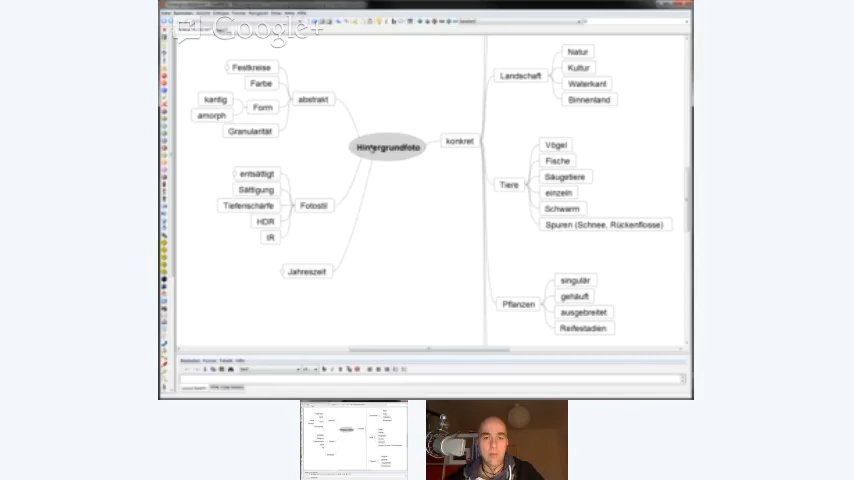 Google+
Festkreise
Farbe
abstrakt
kantig
Form
amorph
Granularität
Hintergrundfoto
konkret
entsättigt
Sättigung
Tiefenschärfe
Fotostil
HDR
IR
Jahreszeit
Landschaft
Natur
Kultur
Waterkant
Binnenland
Tiere
Vögel
Fische
Säugetiere
einzeln
Schwarm
Spuren (Schnee, Rückenflosse)
Pflanzen
singulär
gehäuft
ausgebreitet
Reifestadien